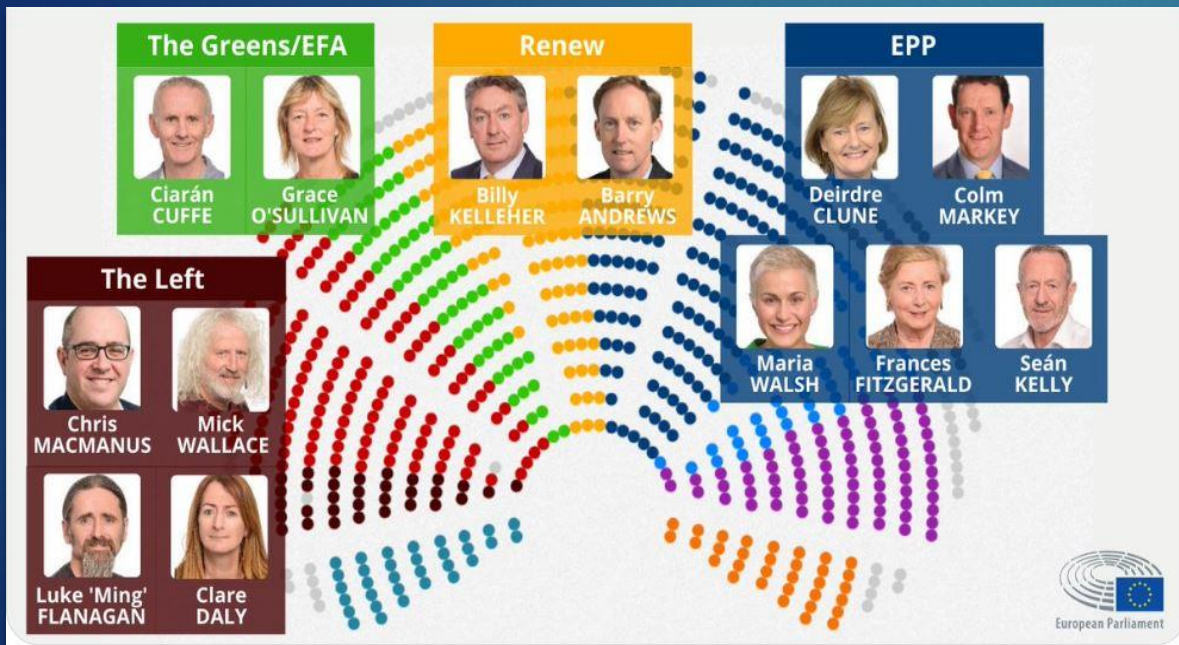 The Greens/EFA
Ciarán
CUFFE
Grace
O'SULLIVAN
Renew
Billy
KELLEHER
Barry
ANDREWS
EPP
Deirdre
CLUNE
Colm
MARKEY
Maria
WALSH
Frances
FITZGERALD
Seán
KELLY
The Left
Chris
MACMANUS
Mick
WALLACE
Luke 'Ming'
FLANAGAN
Clare
DALY
European Parliament